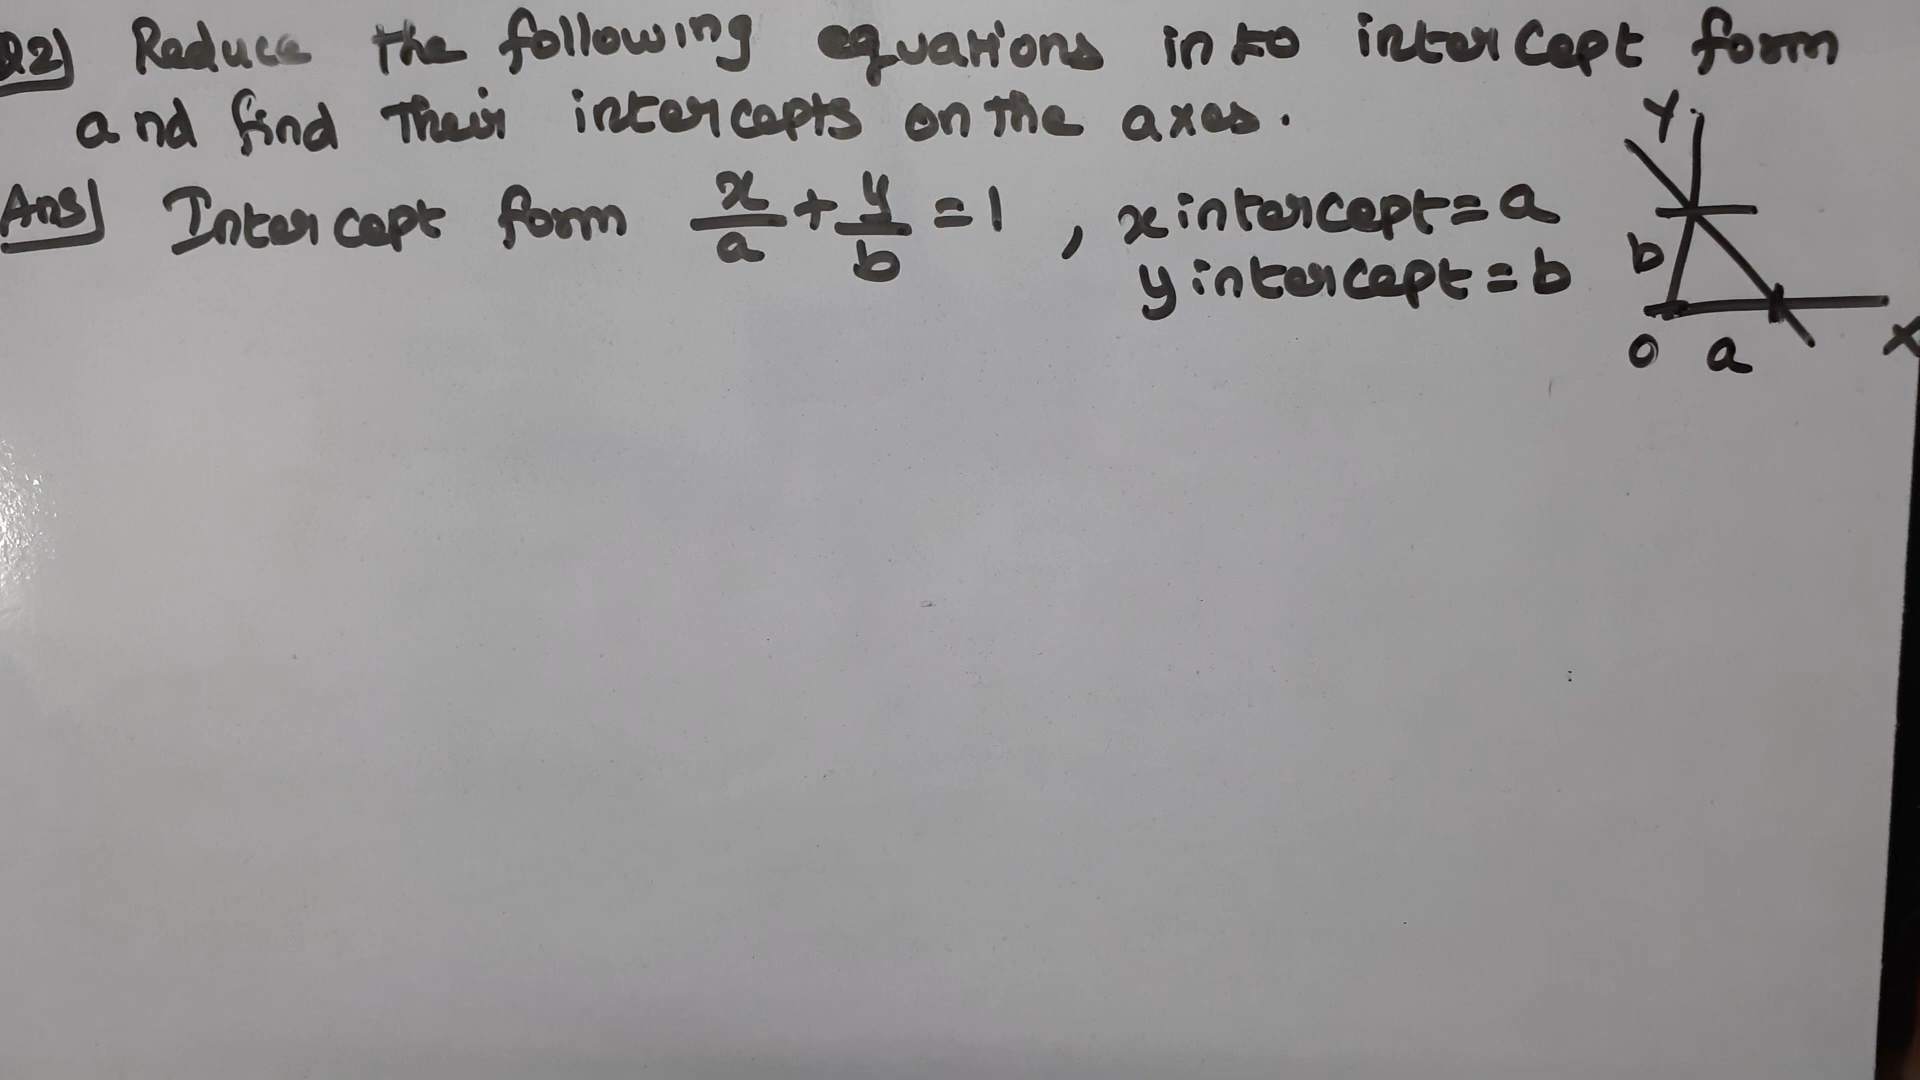 Q2) Reduce the following equations in to intercept form
and find their intercepts on the axes.
Ans) Intercept form x/a + y/b = 1 , x intercept = a
y intercept = b
Y
b
O a X